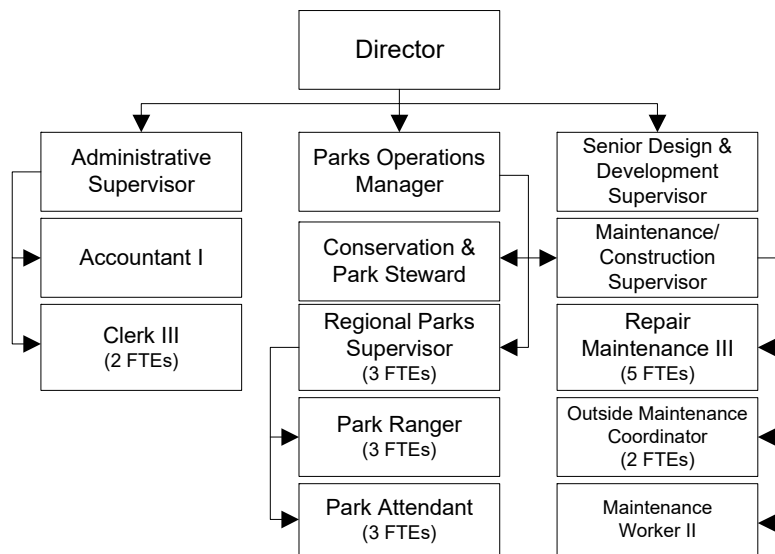 Director
Administrative
Supervisor
Accountant I
Clerk III
(2 FTEs)
Parks Operations
Manager
Conservation &
Park Steward
Regional Parks
Supervisor
(3 FTEs)
Park Ranger
(3 FTEs)
Park Attendant
(3 FTEs)
Senior Design &
Development
Supervisor
Maintenance/
Construction
Supervisor
Repair
Maintenance III
(5 FTEs)
Outside Maintenance
Coordinator
(2 FTEs)
Maintenance
Worker II